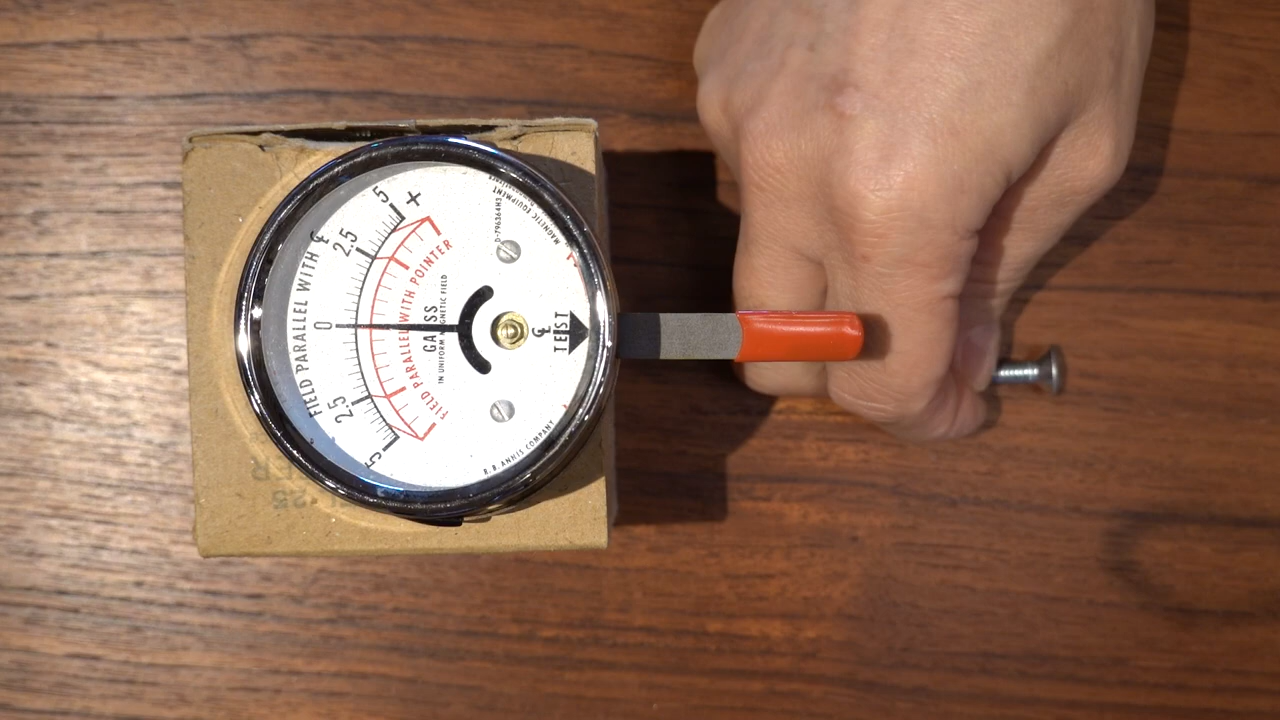 FIELD PARALLEL WITH ℄
5 2.5 0 2.5 5
+
FIELD PARALLEL WITH POINTER
GAUSS
IN UNIFORM MAGNETIC FIELD
℄
TEST
D-796364H3
MAGNETIC EQUIPMENT
R. B. ANNIS COMPANY